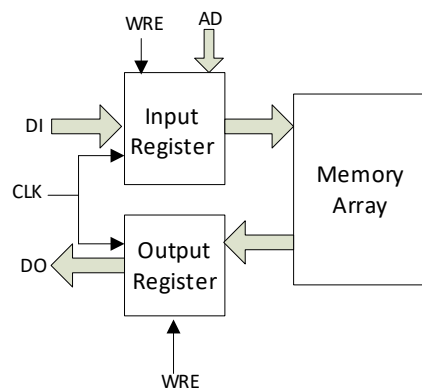 WRE
AD
DI
Input
Register
Memory
Array
CLK
DO
Output
Register
WRE